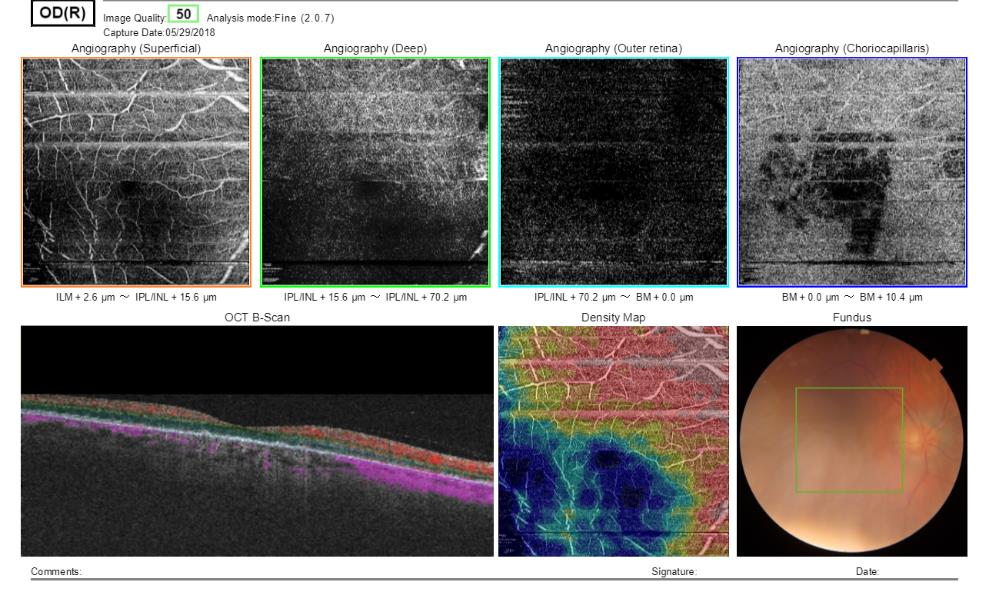 OD(R)
Image Quality: 50 Analysis mode:Fine (2.0.7)
Capture Date:05/29/2018
Angiography (Superficial) Angiography (Deep) Angiography (Outer retina) Angiography (Choriocapillaris)
ILM + 2.6 µm ～ IPL/INL + 15.6 µm IPL/INL + 15.6 µm ～ IPL/INL + 70.2 µm IPL/INL + 70.2 µm ～ BM + 0.0 µm BM + 0.0 µm ～ BM + 10.4 µm
OCT B-Scan Density Map Fundus
Comments: Signature: Date: